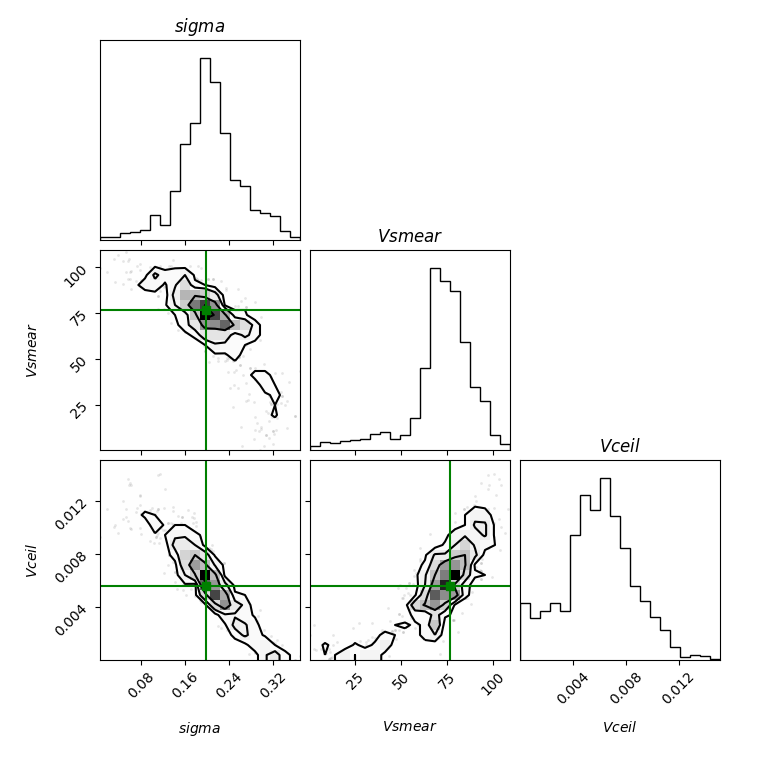 sigma
Vsmear
100
75
50
25
Vsmear
Vceil
0.012
0.008
0.004
Vceil
0.08 0.16 0.24 0.32
25 50 75 100
0.004 0.008 0.012
sigma Vsmear Vceil